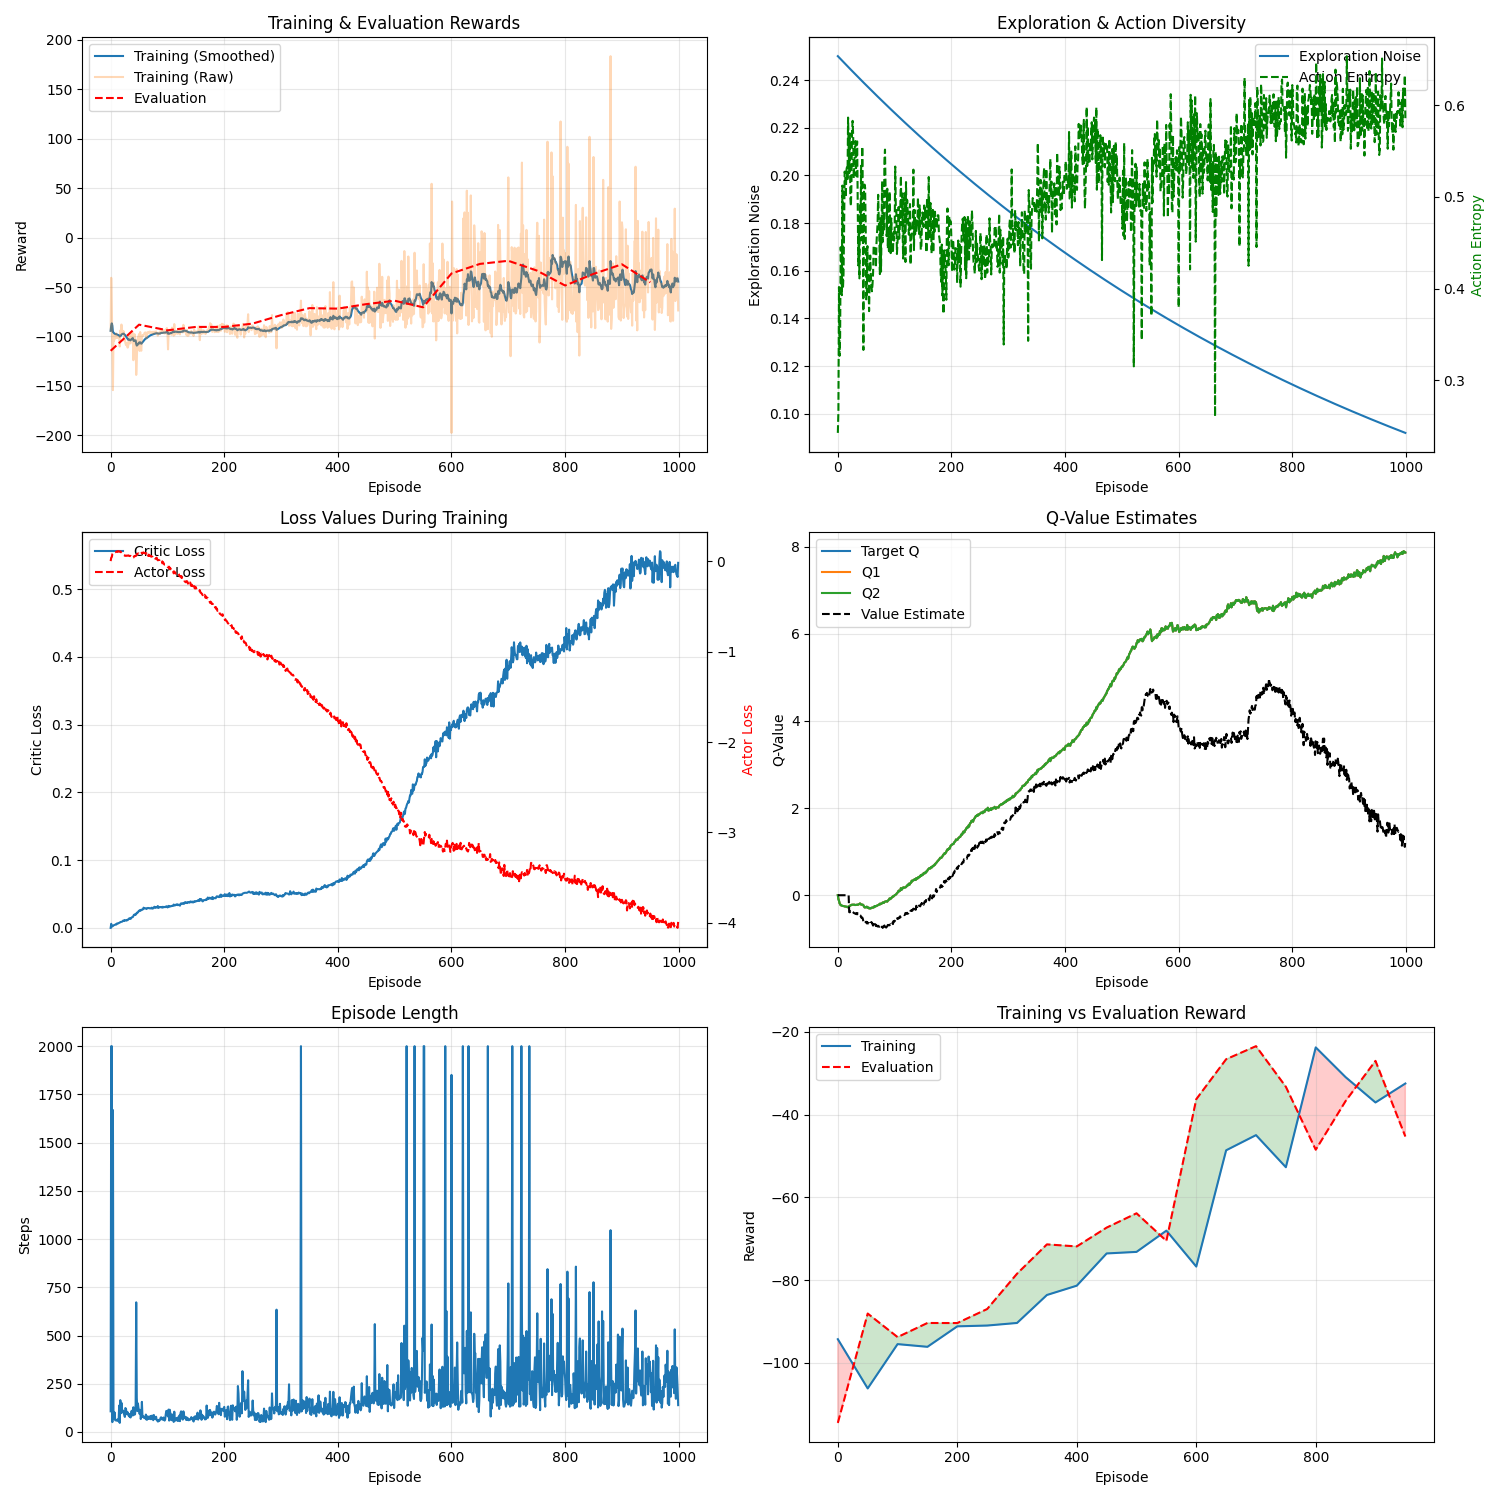 Training & Evaluation Rewards
Training (Smoothed)
Training (Raw)
Evaluation
200
150
100
50
0
−50
−100
−150
−200
Reward
0
200
400
600
800
1000
Episode
Exploration & Action Diversity
Exploration Noise
Action Entropy
0.24
0.22
0.20
0.18
0.16
0.14
0.12
0.10
Exploration Noise
0.6
0.5
0.4
0.3
Action Entropy
0
200
400
600
800
1000
Episode
Loss Values During Training
Critic Loss
Actor Loss
0.5
0.4
0.3
0.2
0.1
0.0
Critic Loss
0
−1
−2
−3
−4
Actor Loss
0
200
400
600
800
1000
Episode
Q-Value Estimates
Target Q
Q1
Q2
Value Estimate
8
6
4
2
0
Q-Value
0
200
400
600
800
1000
Episode
Episode Length
2000
1750
1500
1250
1000
750
500
250
0
Steps
0
200
400
600
800
1000
Episode
Training vs Evaluation Reward
Training
Evaluation
−20
−40
−60
−80
−100
Reward
0
200
400
600
800
Episode